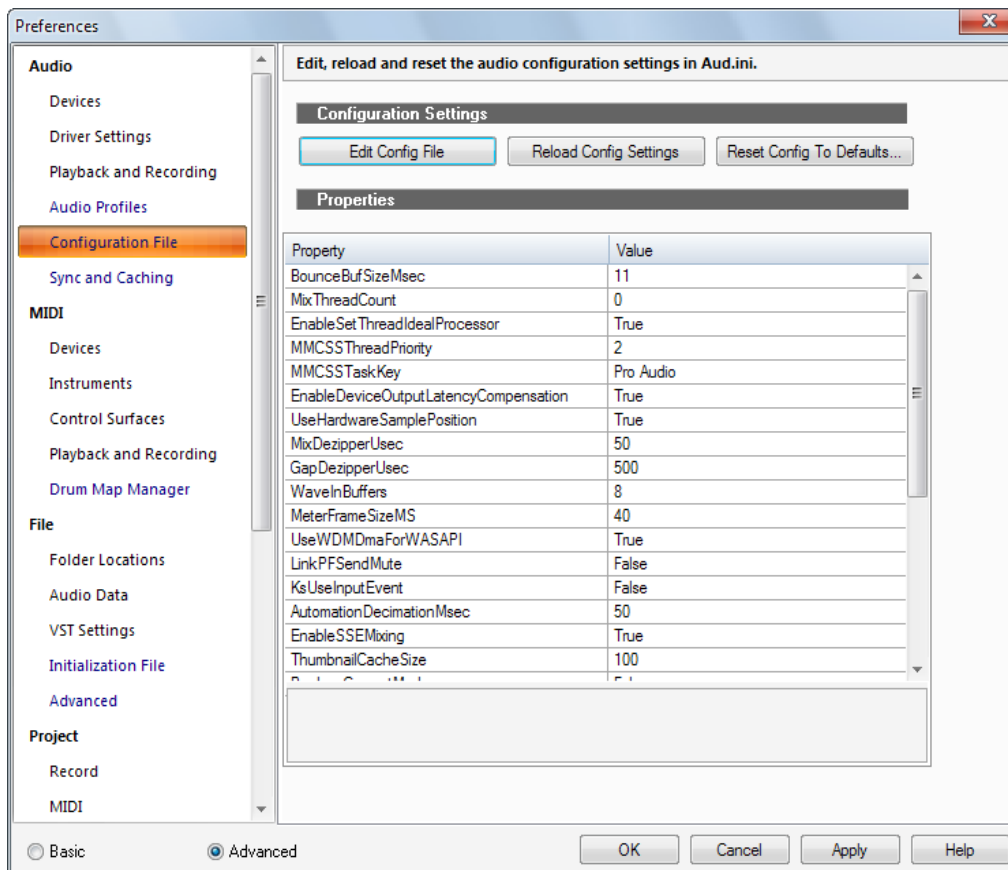 Preferences
Audio
Devices
Driver Settings
Playback and Recording
Audio Profiles
Configuration File
Sync and Caching
MIDI
Devices
Instruments
Control Surfaces
Playback and Recording
Drum Map Manager
File
Folder Locations
Audio Data
VST Settings
Initialization File
Advanced
Project
Record
MIDI
Basic
Advanced
Edit, reload and reset the audio configuration settings in Aud.ini.
Configuration Settings
Edit Config File
Reload Config Settings
Reset Config To Defaults...
Properties
Property Value
BounceBufSizeMsec 11
MixThreadCount 0
EnableSetThreadIdealProcessor True
MMCSSThreadPriority 2
MMCSSTaskKey Pro Audio
EnableDeviceOutputLatencyCompensation True
UseHardwareSamplePosition True
MixDezipperUsec 50
GapDezipperUsec 500
WaveInBuffers 8
MeterFrameSizeMS 40
UseWDMDmaForWASAPI True
LinkPFSendMute False
KsUseInputEvent False
AutomationDecimationMsec 50
EnableSSEMixing True
ThumbnailCacheSize 100
OK
Cancel
Apply
Help